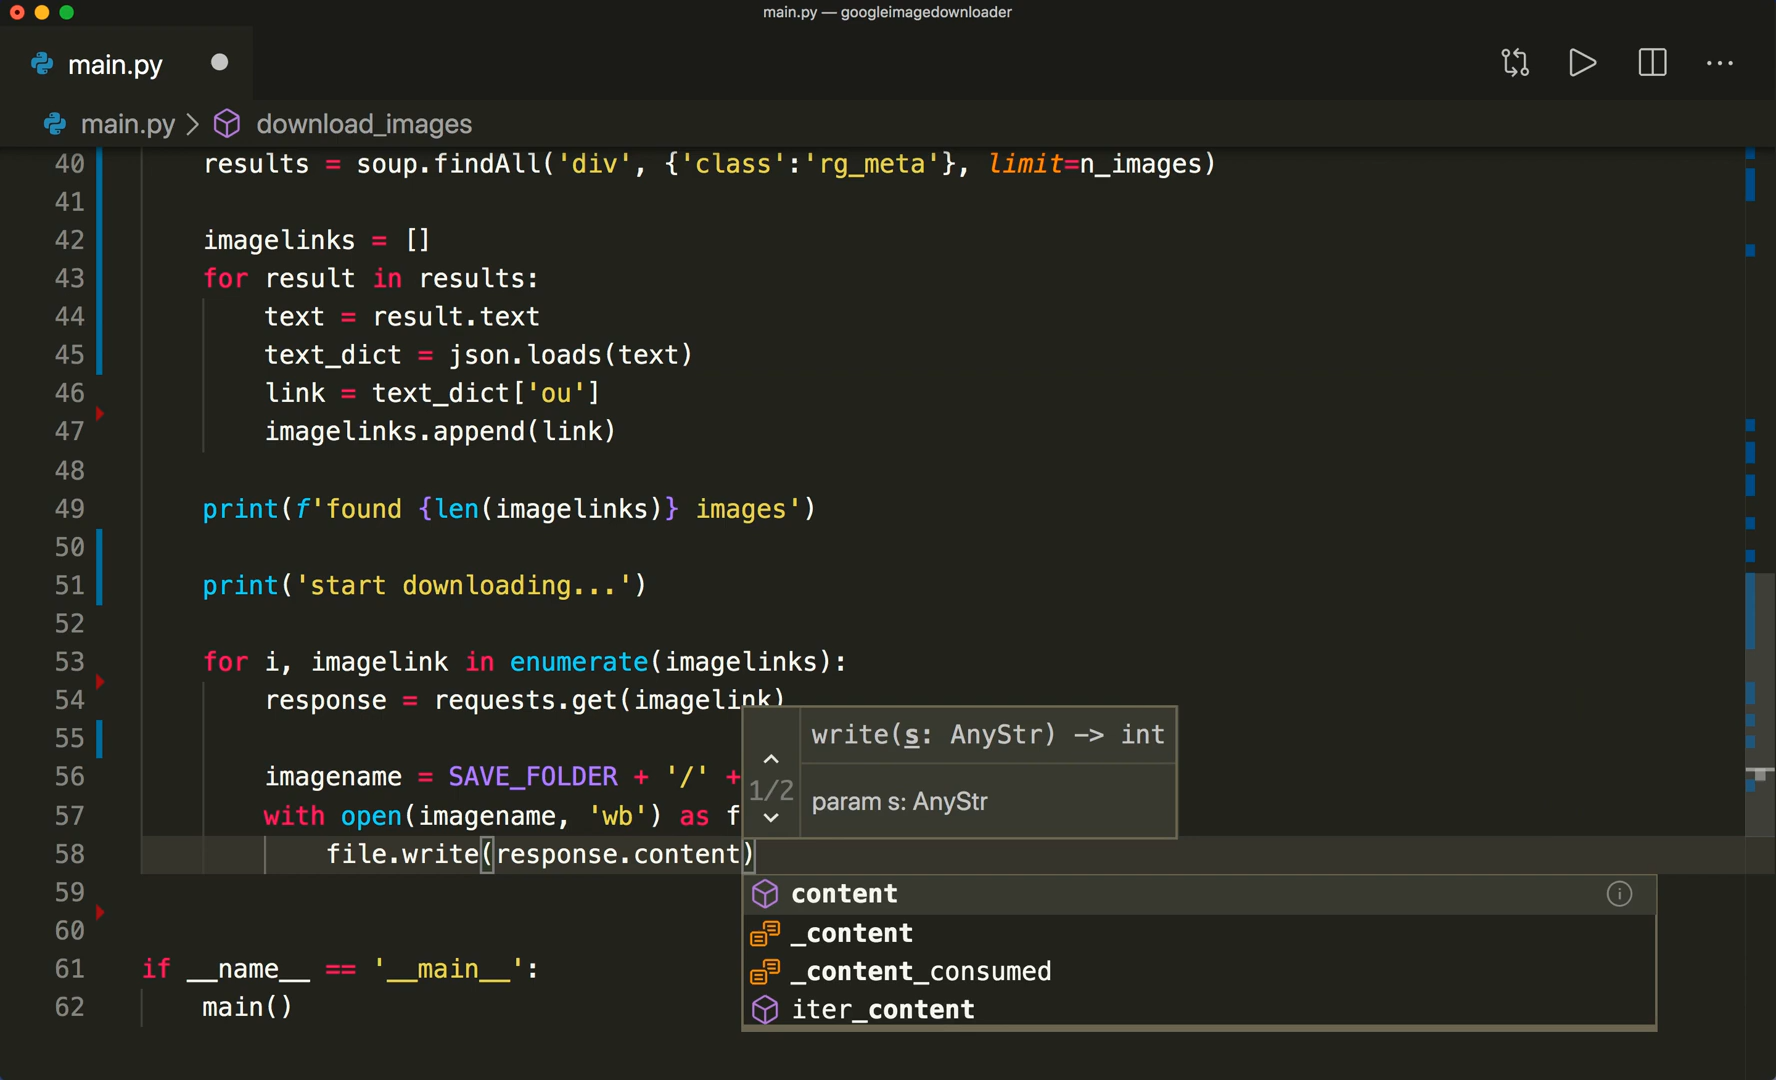 main.py — googleimagedownloader
main.py
main.py > download_images
40 results = soup.findAll('div', {'class':'rg_meta'}, limit=n_images)
41
42 imagelinks = []
43 for result in results:
44 text = result.text
45 text_dict = json.loads(text)
46 link = text_dict['ou']
47 imagelinks.append(link)
48
49 print(f'found {len(imagelinks)} images')
50
51 print('start downloading...')
52
53 for i, imagelink in enumerate(imagelinks):
54 response = requests.get(imagelink)
55
write(s: AnyStr) -> int
56 imagename = SAVE_FOLDER + '/' +
1/2
param s: AnyStr
57 with open(imagename, 'wb') as f
58 file.write(response.content)
59
content
60
_content
61 if __name__ == '__main__':
_content_consumed
62 main()
iter_content